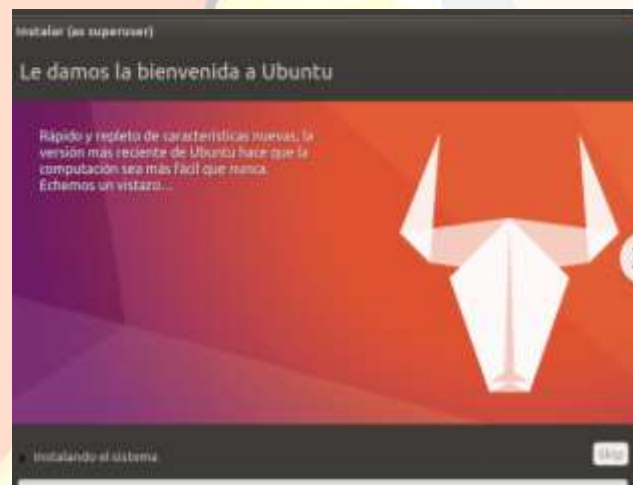 Instalar (as superuser)
Le damos la bienvenida a Ubuntu
Rápido y repleto de características nuevas, la
versión más reciente de Ubuntu hace que la
computación sea más fácil que nunca.
Echemos un vistazo...
Instalando el sistema
Skip